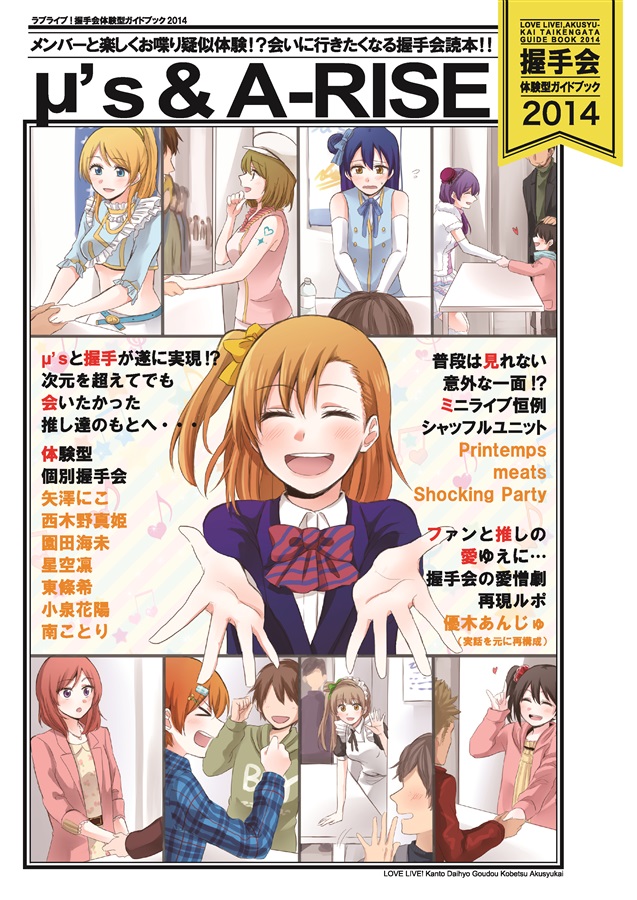 ラブライブ！握手会体験型ガイドブック2014
メンバーと楽しくお喋り疑似体験!？会いに行きたくなる握手会読本!!
μ's & A-RISE
LOVE LIVE!,AKUSYU-
KAI TAIKENGATA
GUIDE BOOK 2014
握手会
体験型ガイドブック
2014
μ'sと握手が遂に実現!？
次元を超えてでも
会いたかった
推し達のもとへ・・・
体験型
個別握手会
矢澤にこ
西木野真姫
園田海未
星空凛
東條希
小泉花陽
南ことり
普段は見れない
意外な一面!？
ミニライブ恒例
シャッフルユニット
Printemps
meats
Shocking Party
ファンと推しの
愛ゆえに…
握手会の愛憎劇
再現ルポ
優木あんじゅ
（実話を元に再構成）
LOVE LIVE! Kanto Daihyo Goudou Kobetsu Akusyukai